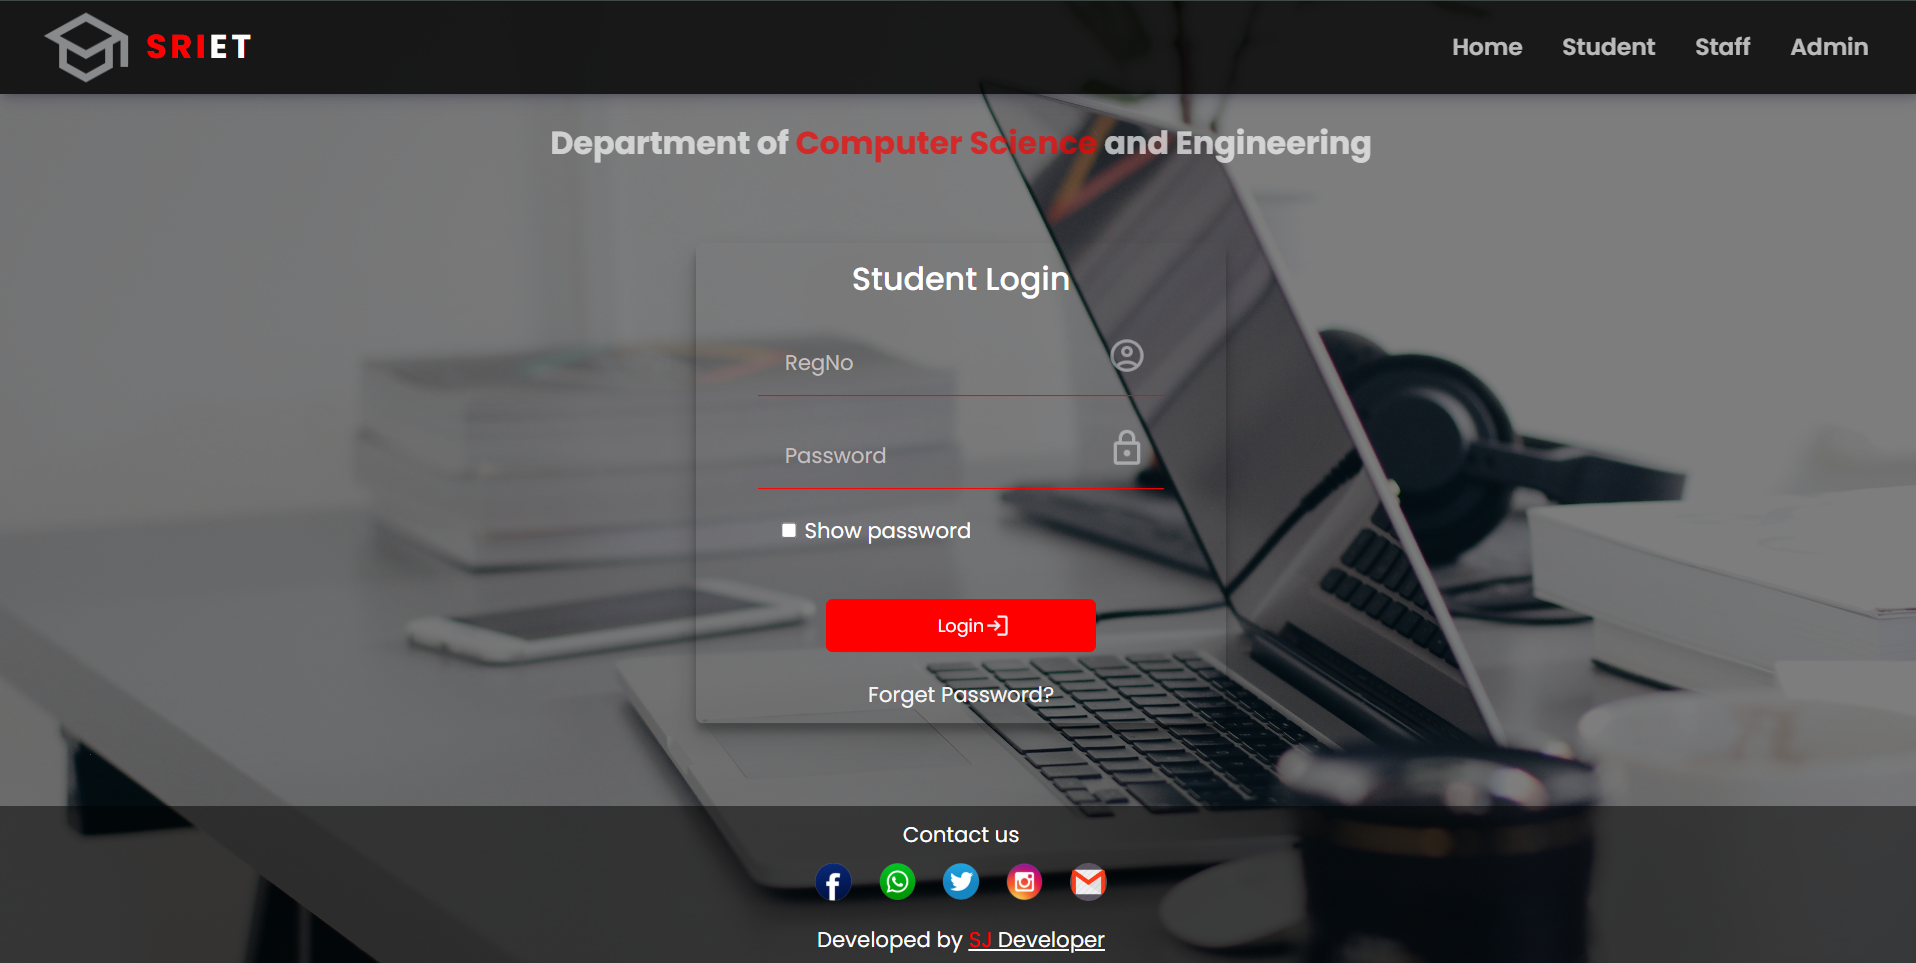 SRIET
Home Student Staff Admin
Department of Computer Science and Engineering
Student Login
RegNo
Password
Show password
Login
Forget Password?
Contact us
Developed by SJ Developer